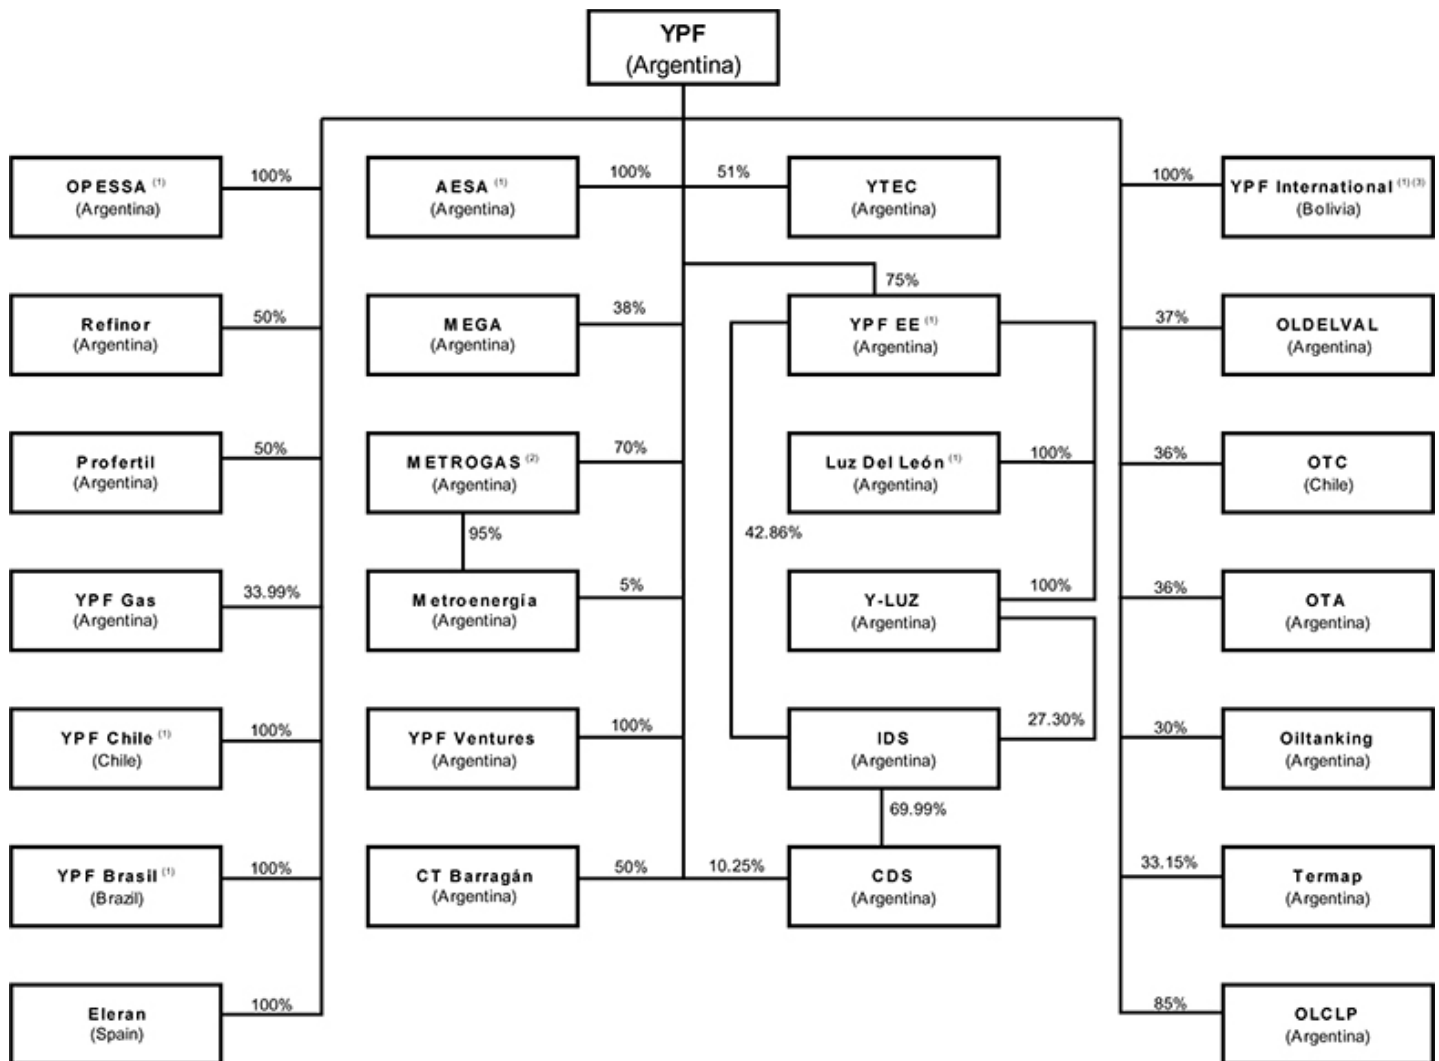 YPF
(Argentina)
OPESSA (1)
(Argentina)
100%
AESA (1)
(Argentina)
100%
51%
YTEC
(Argentina)
100%
YPF International (1) (3)
(Bolivia)
75%
Refinor
(Argentina)
50%
MEGA
(Argentina)
38%
YPF EE (1)
(Argentina)
37%
OLDELVAL
(Argentina)
Profertil
(Argentina)
50%
METROGAS (2)
(Argentina)
70%
Luz Del León (1)
(Argentina)
100%
36%
OTC
(Chile)
95%
42.86%
YPF Gas
(Argentina)
33.99%
Metroenergía
(Argentina)
5%
Y-LUZ
(Argentina)
100%
36%
OTA
(Argentina)
YPF Chile (1)
(Chile)
100%
YPF Ventures
(Argentina)
100%
IDS
(Argentina)
27.30%
30%
Oiltanking
(Argentina)
69.99%
YPF Brasil (1)
(Brazil)
100%
CT Barragán
(Argentina)
50%
10.25%
CDS
(Argentina)
33.15%
Termap
(Argentina)
Eleran
(Spain)
100%
85%
OLCLP
(Argentina)